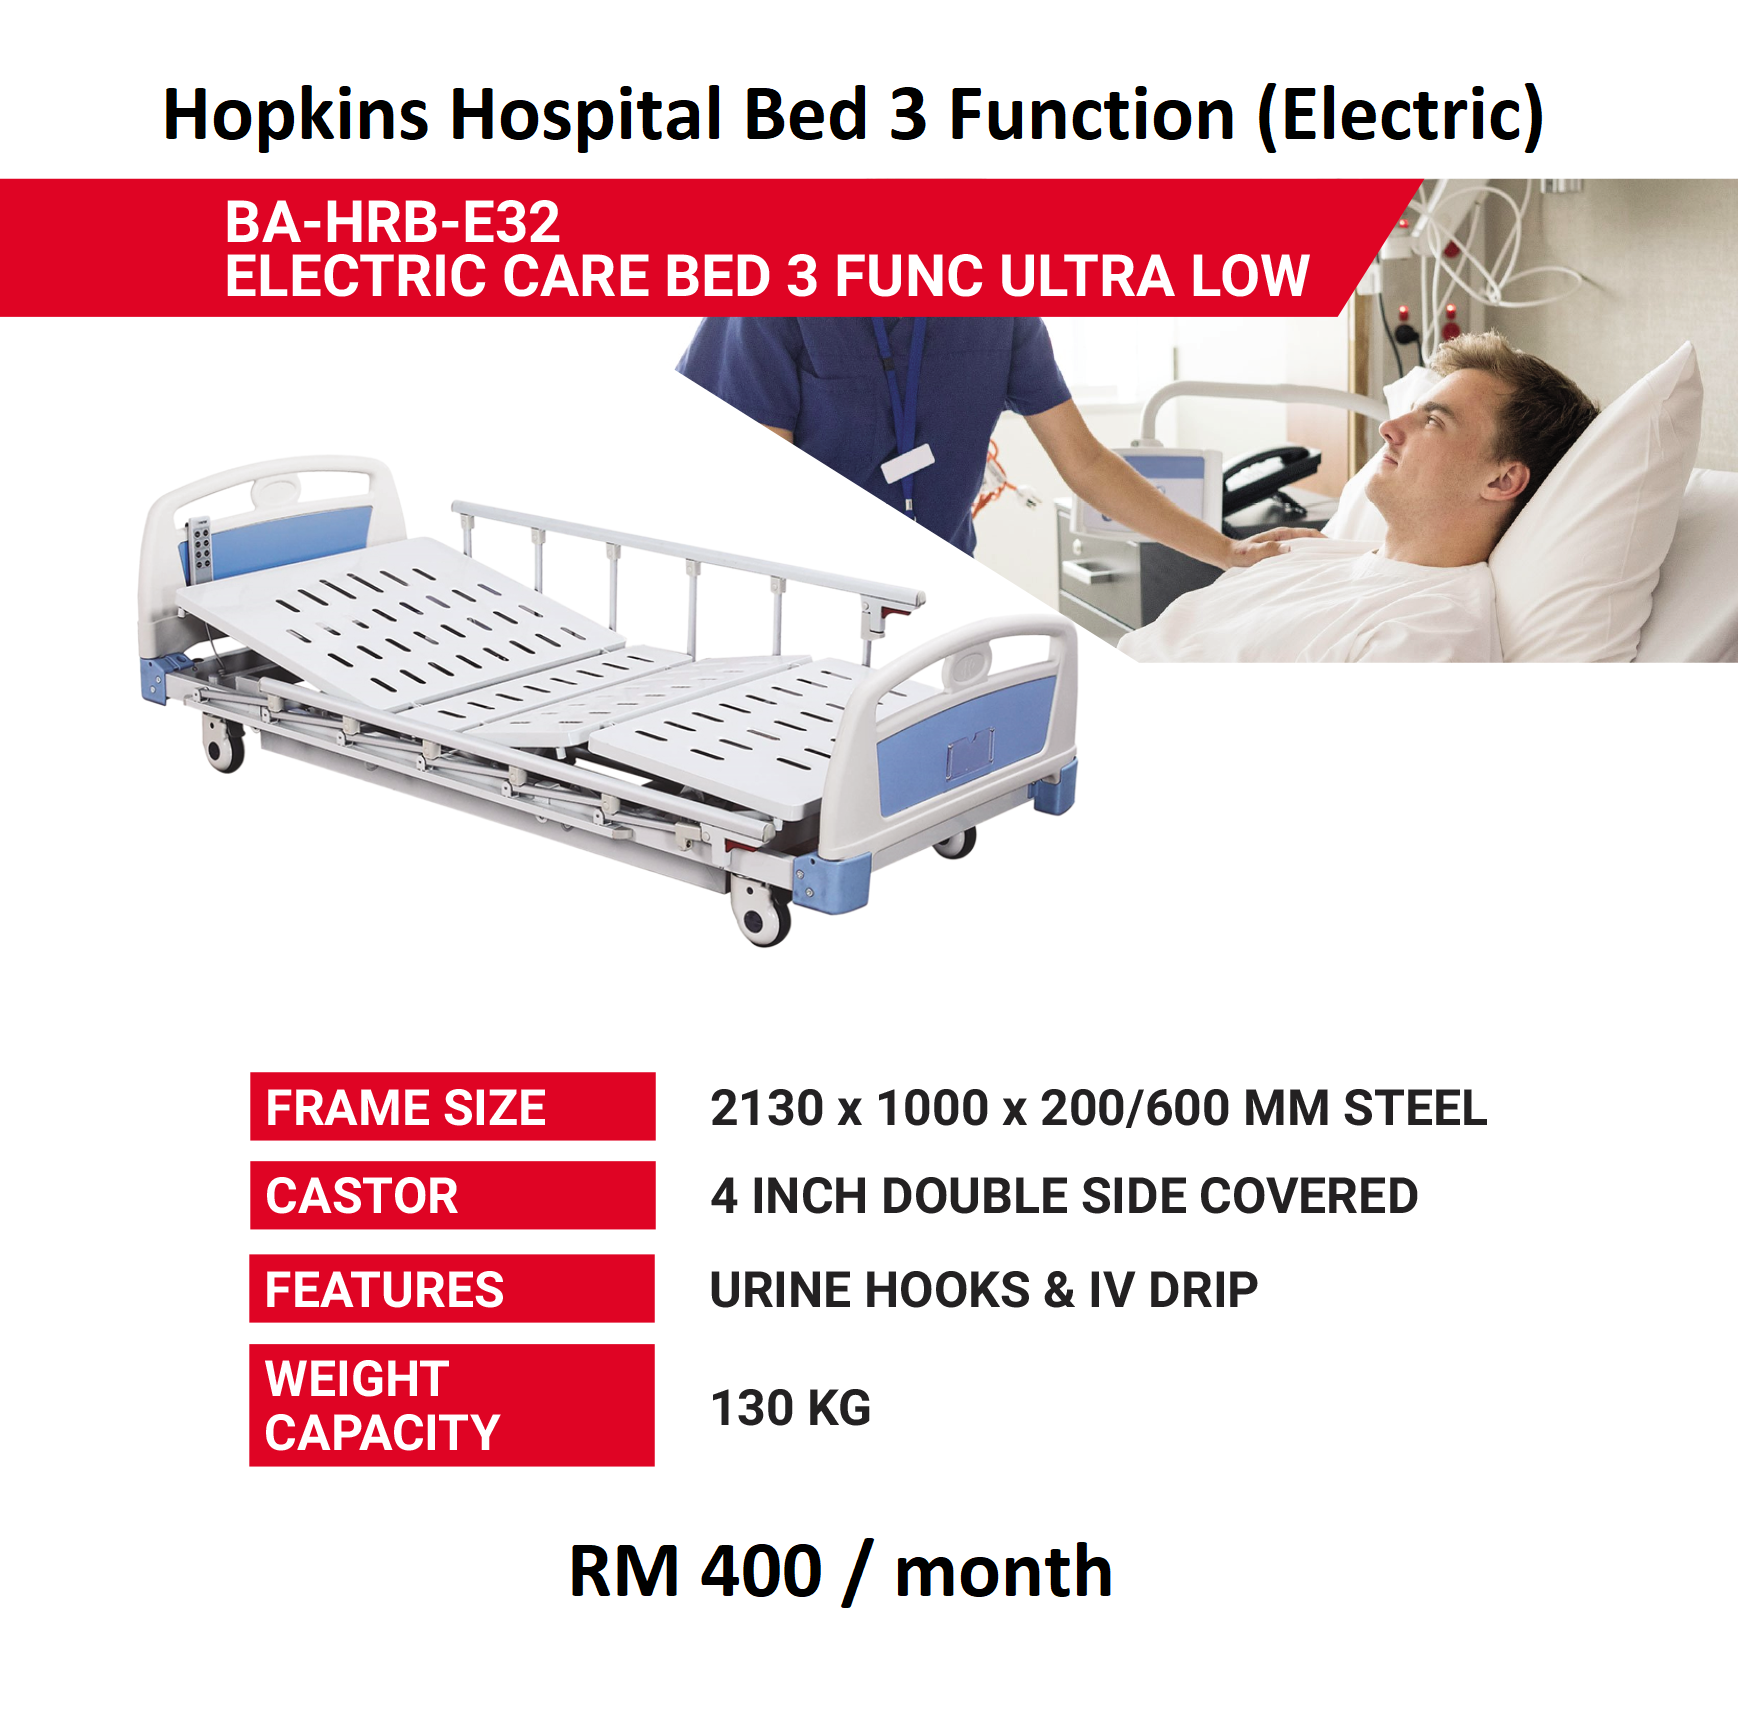 Hopkins Hospital Bed 3 Function (Electric)
BA-HRB-E32
ELECTRIC CARE BED 3 FUNC ULTRA LOW
FRAME SIZE
2130 x 1000 x 200/600 MM STEEL
CASTOR
4 INCH DOUBLE SIDE COVERED
FEATURES
URINE HOOKS & IV DRIP
WEIGHT
CAPACITY
130 KG
RM 400 / month